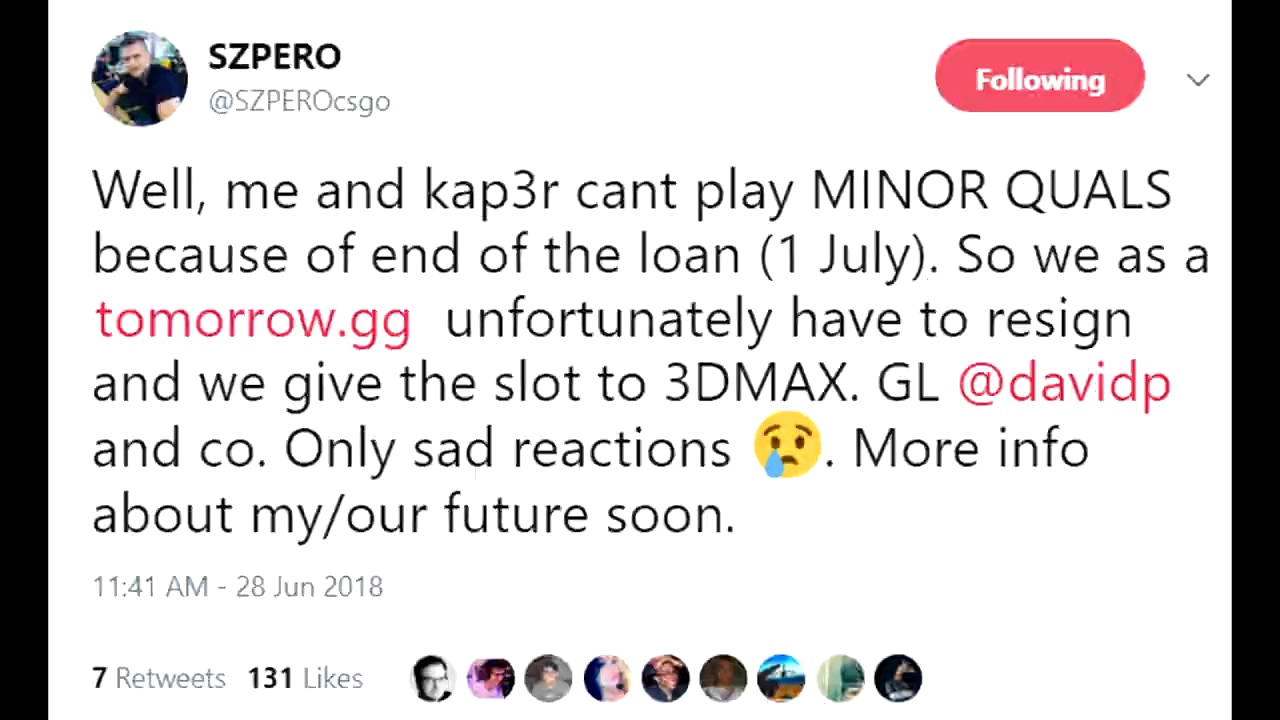 SZPERO
@SZPEROcsgo
Following
Well, me and kap3r cant play MINOR QUALS
because of end of the loan (1 July). So we as a
tomorrow.gg unfortunately have to resign
and we give the slot to 3DMAX. GL @davidp
and co. Only sad reactions 😢. More info
about my/our future soon.
11:41 AM - 28 Jun 2018
7 Retweets 131 Likes